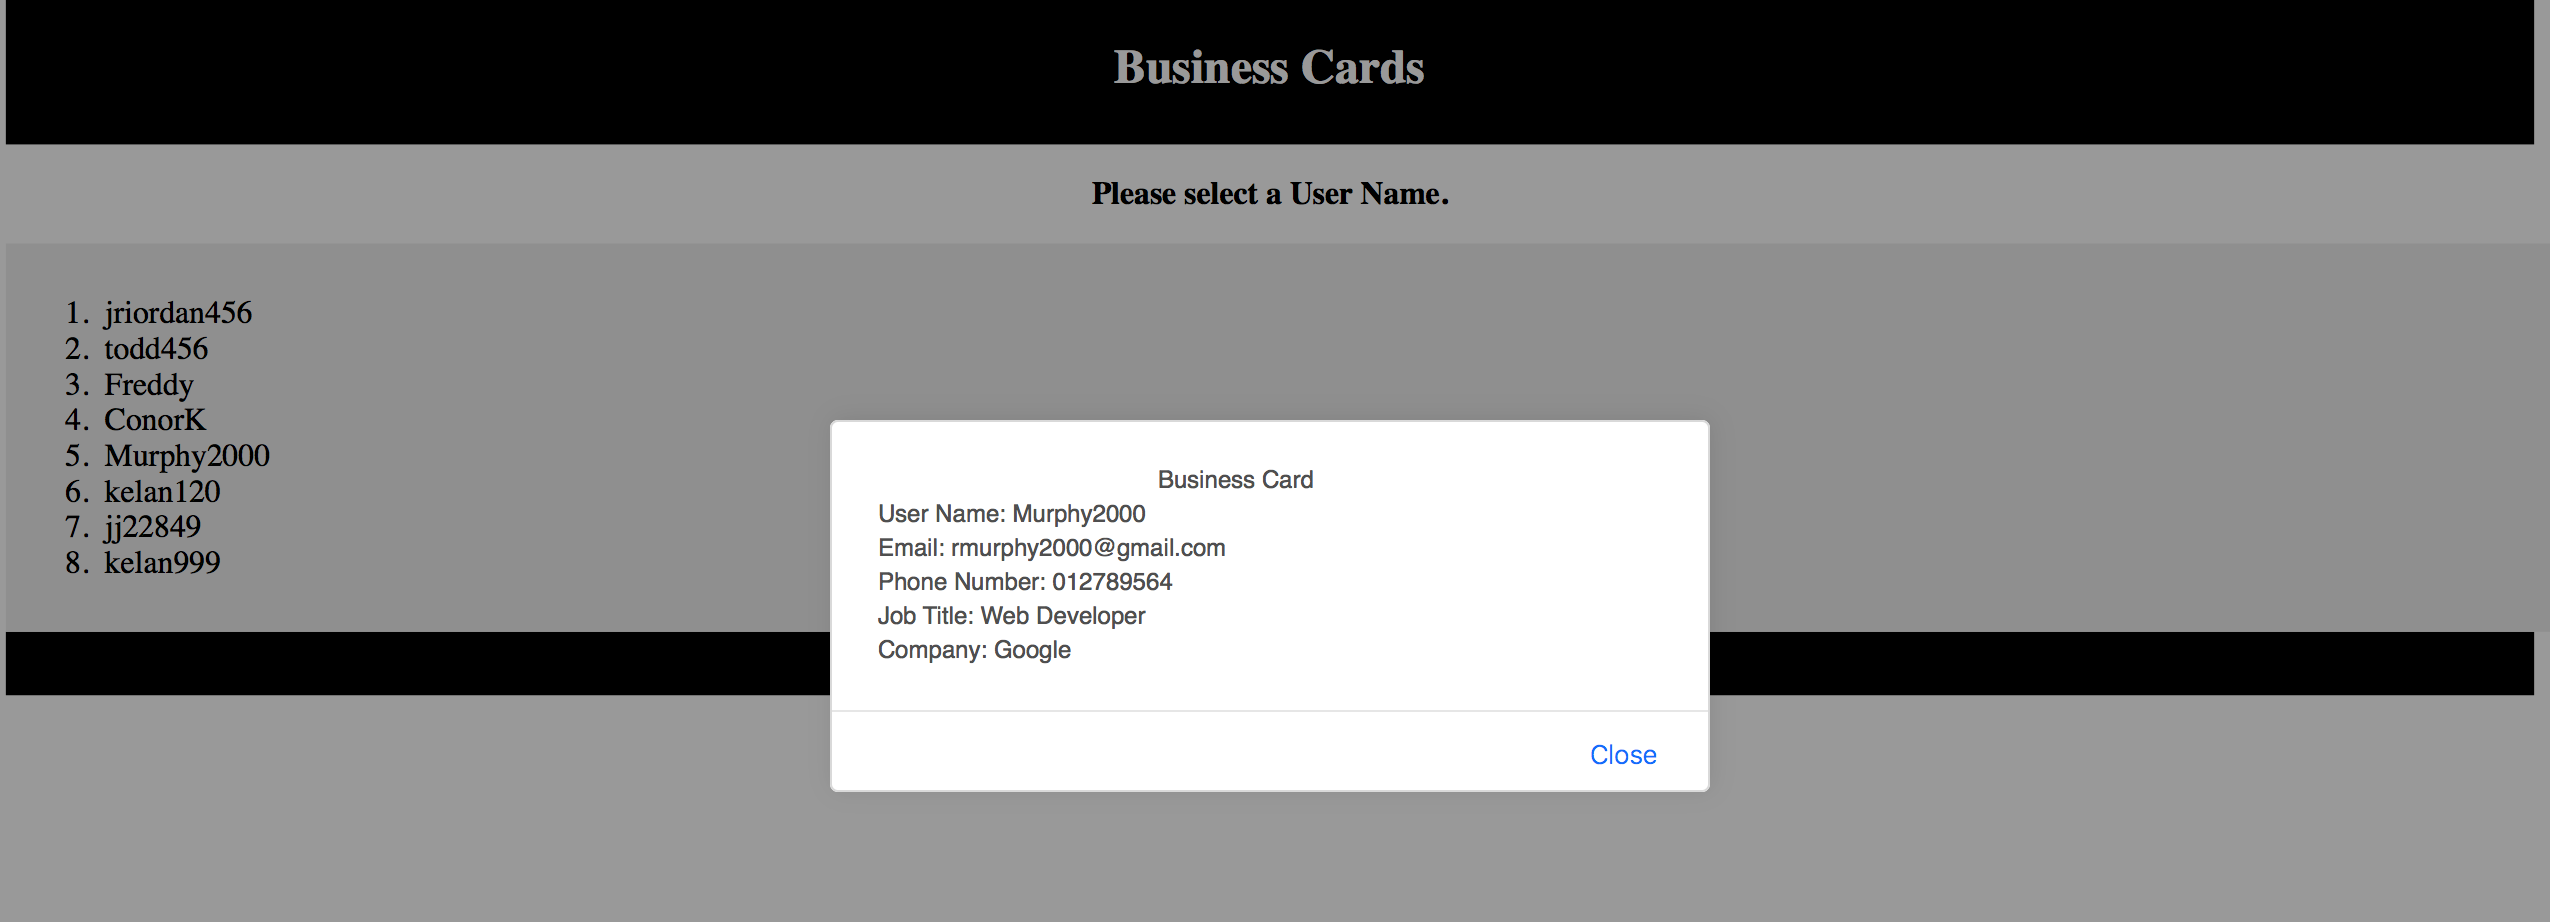 Business Cards
Please select a User Name.
1. jriordan456
2. todd456
3. Freddy
4. ConorK
5. Murphy2000
6. kelan120
7. jj22849
8. kelan999
Business Card
User Name: Murphy2000
Email: rmurphy2000@gmail.com
Phone Number: 012789564
Job Title: Web Developer
Company: Google
Close